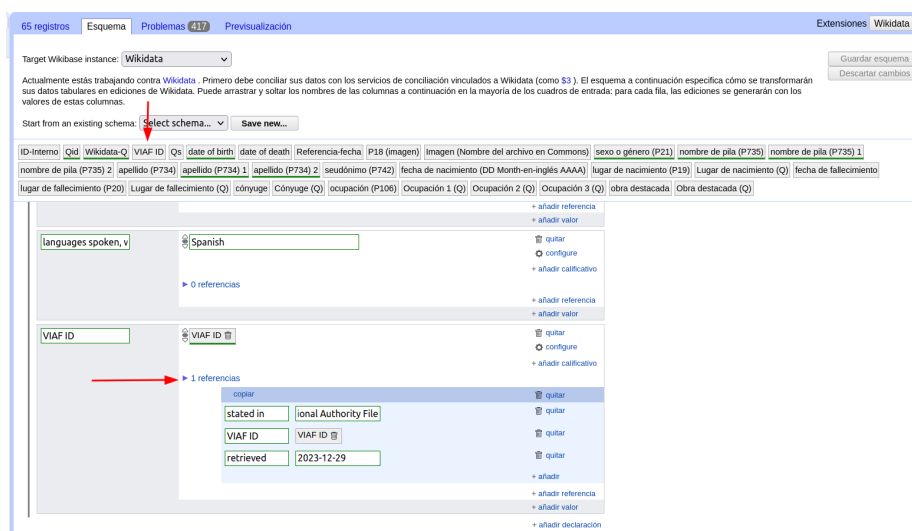 65 registros Esquema Problemas 417 Previsualización Extensiones Wikidata
Target Wikibase instance: Wikidata Guardar esquema
Descartar cambios
Actualmente estás trabajando contra Wikidata . Primero debe conciliar sus datos con los servicios de conciliación vinculados a Wikidata (como $3 ). El esquema a continuación especifica cómo se transformarán
sus datos tabulares en ediciones de Wikidata. Puede arrastrar y soltar los nombres de las columnas a continuación en la mayoría de los cuadros de entrada: para cada fila, las ediciones se generarán con los
valores de estas columnas.
Start from an existing schema: Select schema... Save new...
ID-Interno Qid Wikidata-Q VIAF ID Qs date of birth date of death Referencia-fecha P18 (imagen) Imagen (Nombre del archivo en Commons) sexo o género (P21) nombre de pila (P735) nombre de pila (P735) 1
nombre de pila (P735) 2 apellido (P734) apellido (P734) 1 apellido (P734) 2 seudónimo (P742) fecha de nacimiento (DD Month-en-inglés AAAA) lugar de nacimiento (P19) Lugar de nacimiento (Q) fecha de fallecimiento
lugar de fallecimiento (P20) Lugar de fallecimiento (Q) cónyuge Cónyuge (Q) ocupación (P106) Ocupación 1 (Q) Ocupación 2 (Q) Ocupación 3 (Q) obra destacada Obra destacada (Q)
+ añadir referencia
+ añadir valor
languages spoken, v Spanish quitar
configure
+ añadir calificativo
0 referencias
+ añadir referencia
+ añadir valor
VIAF ID VIAF ID quitar
configure
+ añadir calificativo
1 referencias
copiar quitar
stated in ional Authority File quitar
VIAF ID VIAF ID quitar
retrieved 2023-12-29 quitar
+ añadir
+ añadir referencia
+ añadir valor
+ añadir declaración